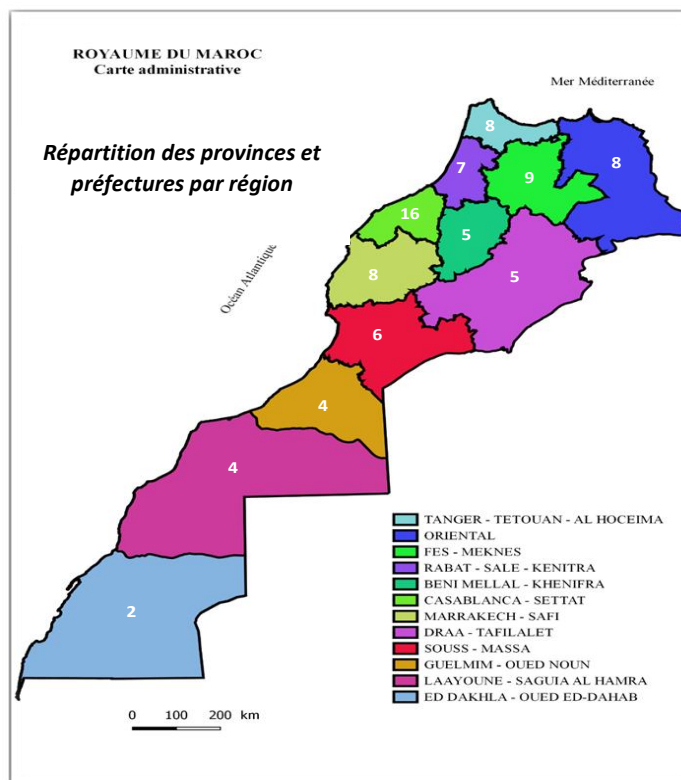 ROYAUME DU MAROC
Carte administrative
Mer Méditerranée
Répartition des provinces et
préfectures par région
Océan Atlantique
8
8
7
9
16
5
8
5
6
4
4
2
TANGER - TETOUAN - AL HOCEIMA
ORIENTAL
FES - MEKNES
RABAT - SALE - KENITRA
BENI MELLAL - KHENIFRA
CASABLANCA - SETTAT
MARRAKECH - SAFI
DRAA - TAFILALET
SOUSS - MASSA
GUELMIM - OUED NOUN
LAAYOUNE - SAGUIA AL HAMRA
ED DAKHLA - OUED ED-DAHAB
0 100 200 km